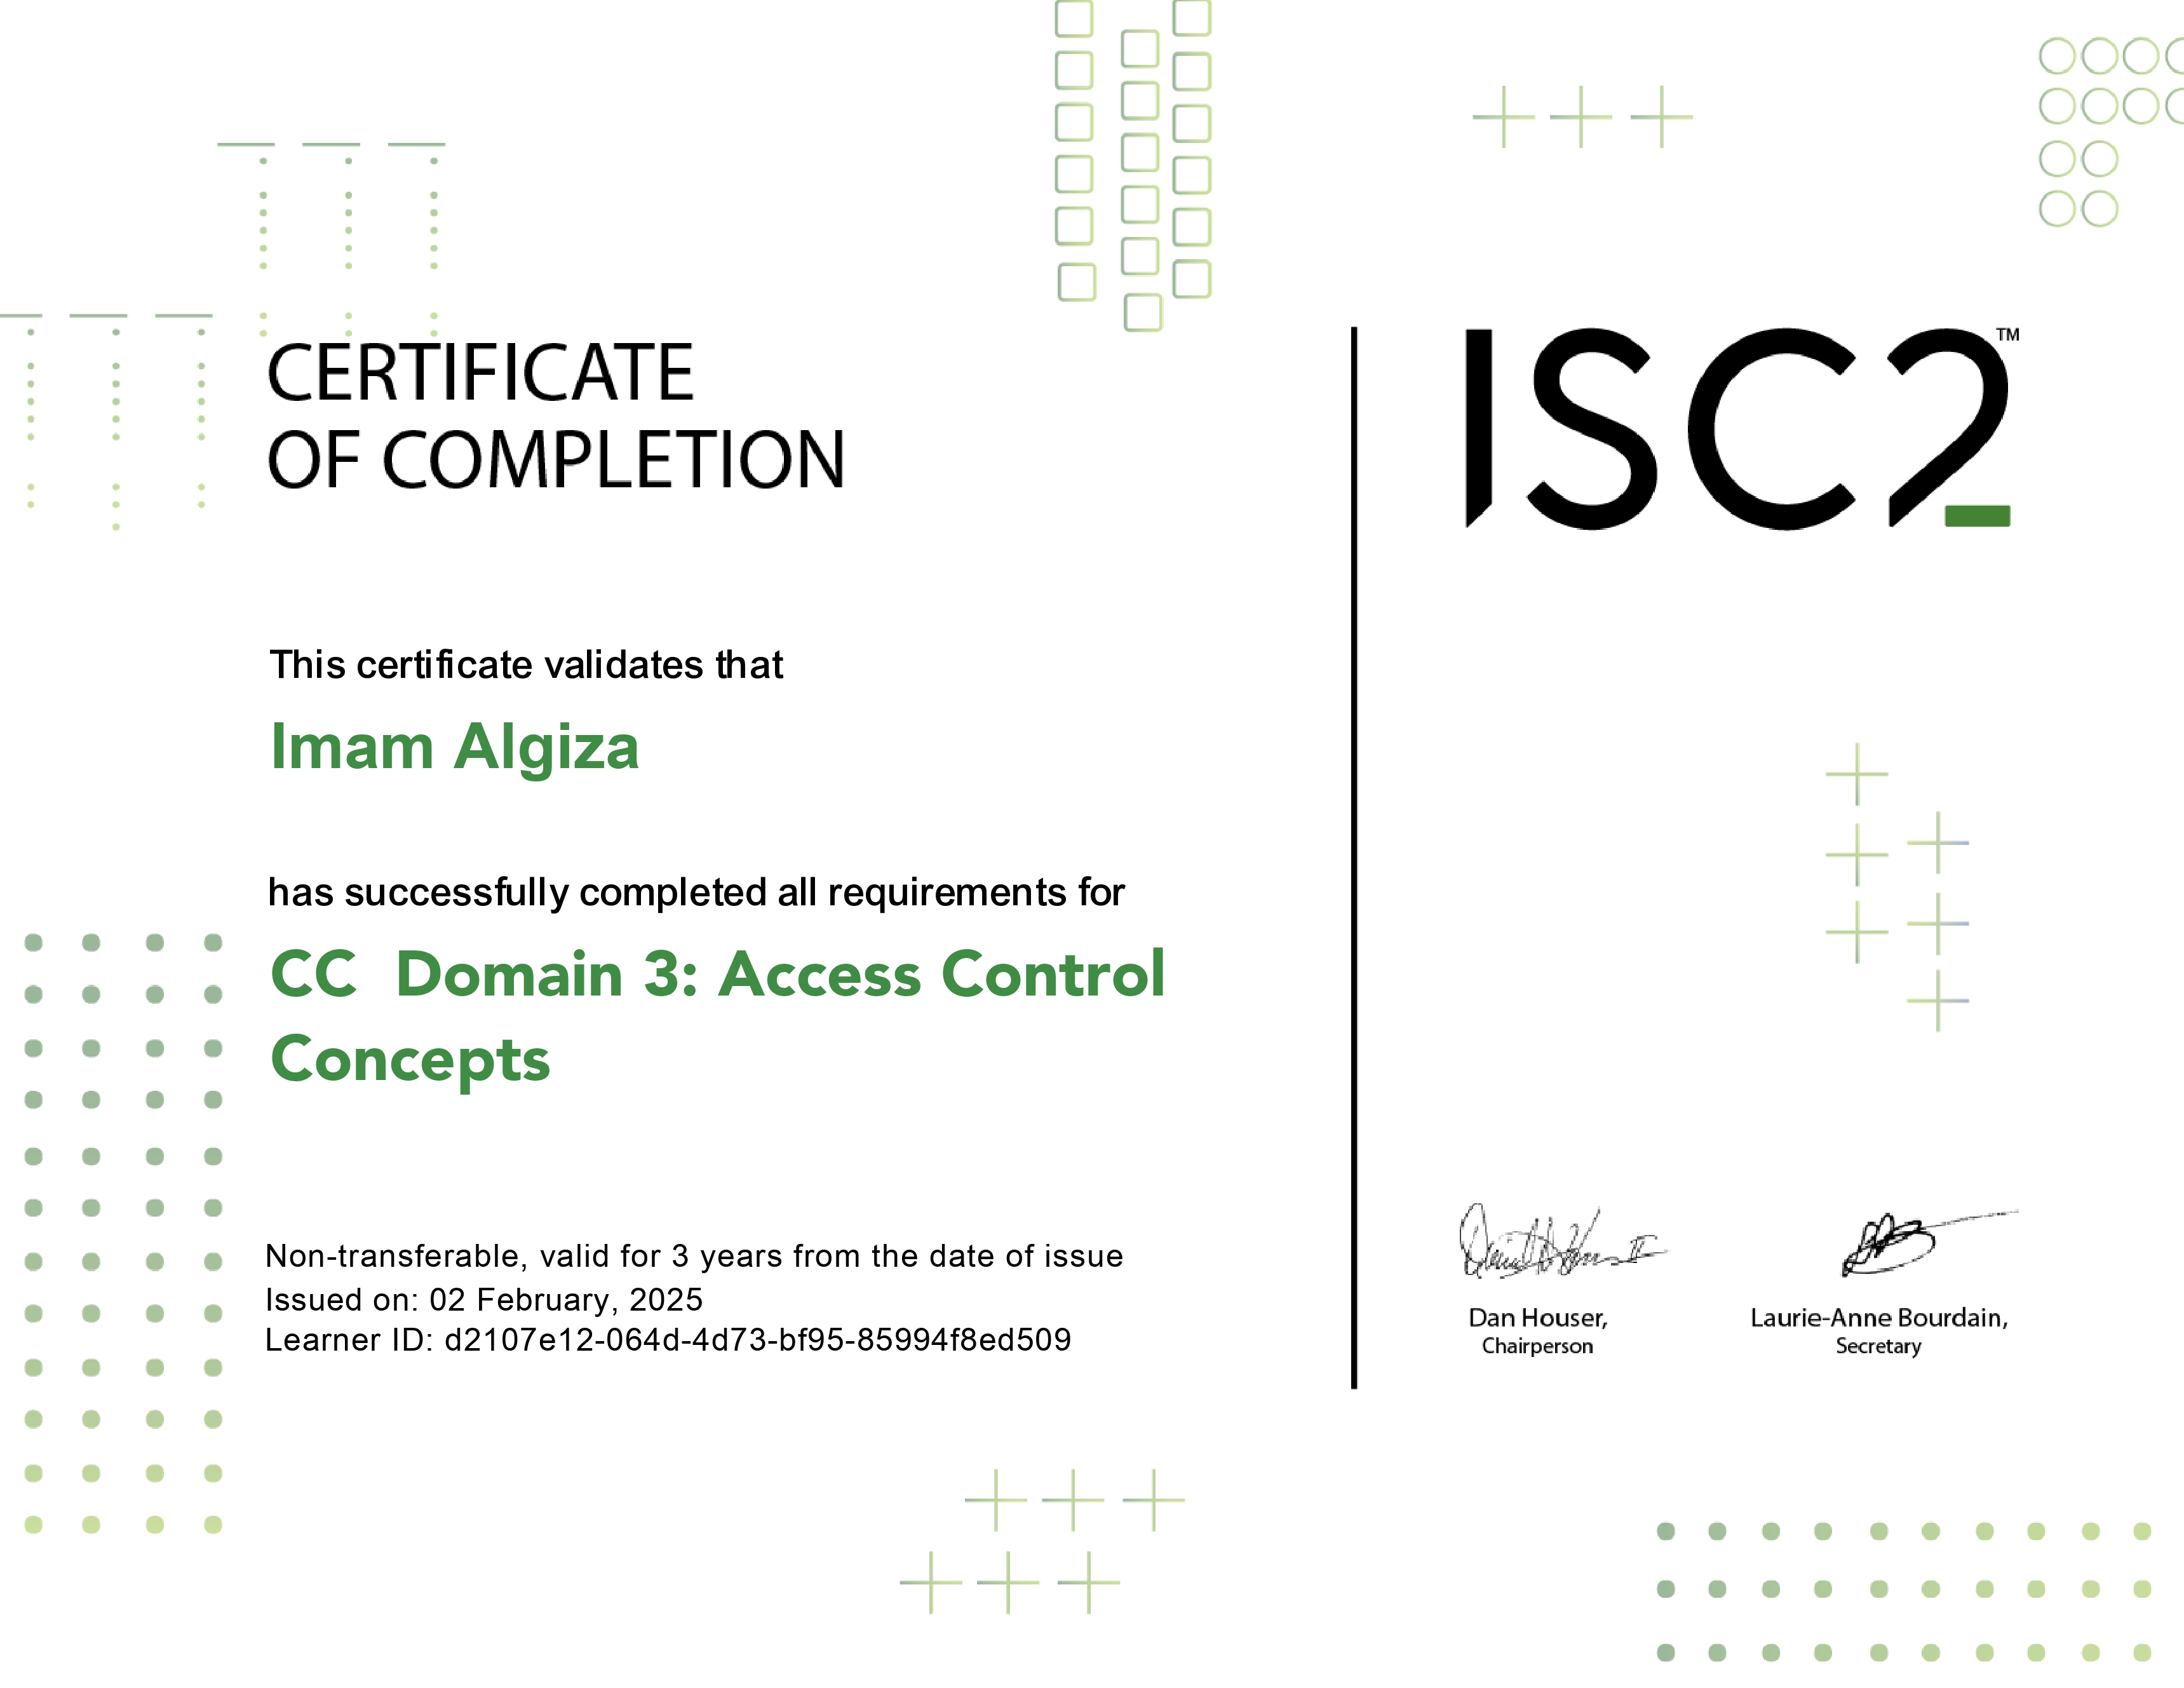 CERTIFICATE
OF COMPLETION
ISC2™
This certificate validates that
Imam Algiza
has successfully completed all requirements for
CC  Domain 3: Access Control
Concepts
Non-transferable, valid for 3 years from the date of issue
Issued on: 02 February, 2025
Learner ID: d2107e12-064d-4d73-bf95-85994f8ed509
Dan Houser,
Chairperson
Laurie-Anne Bourdain,
Secretary